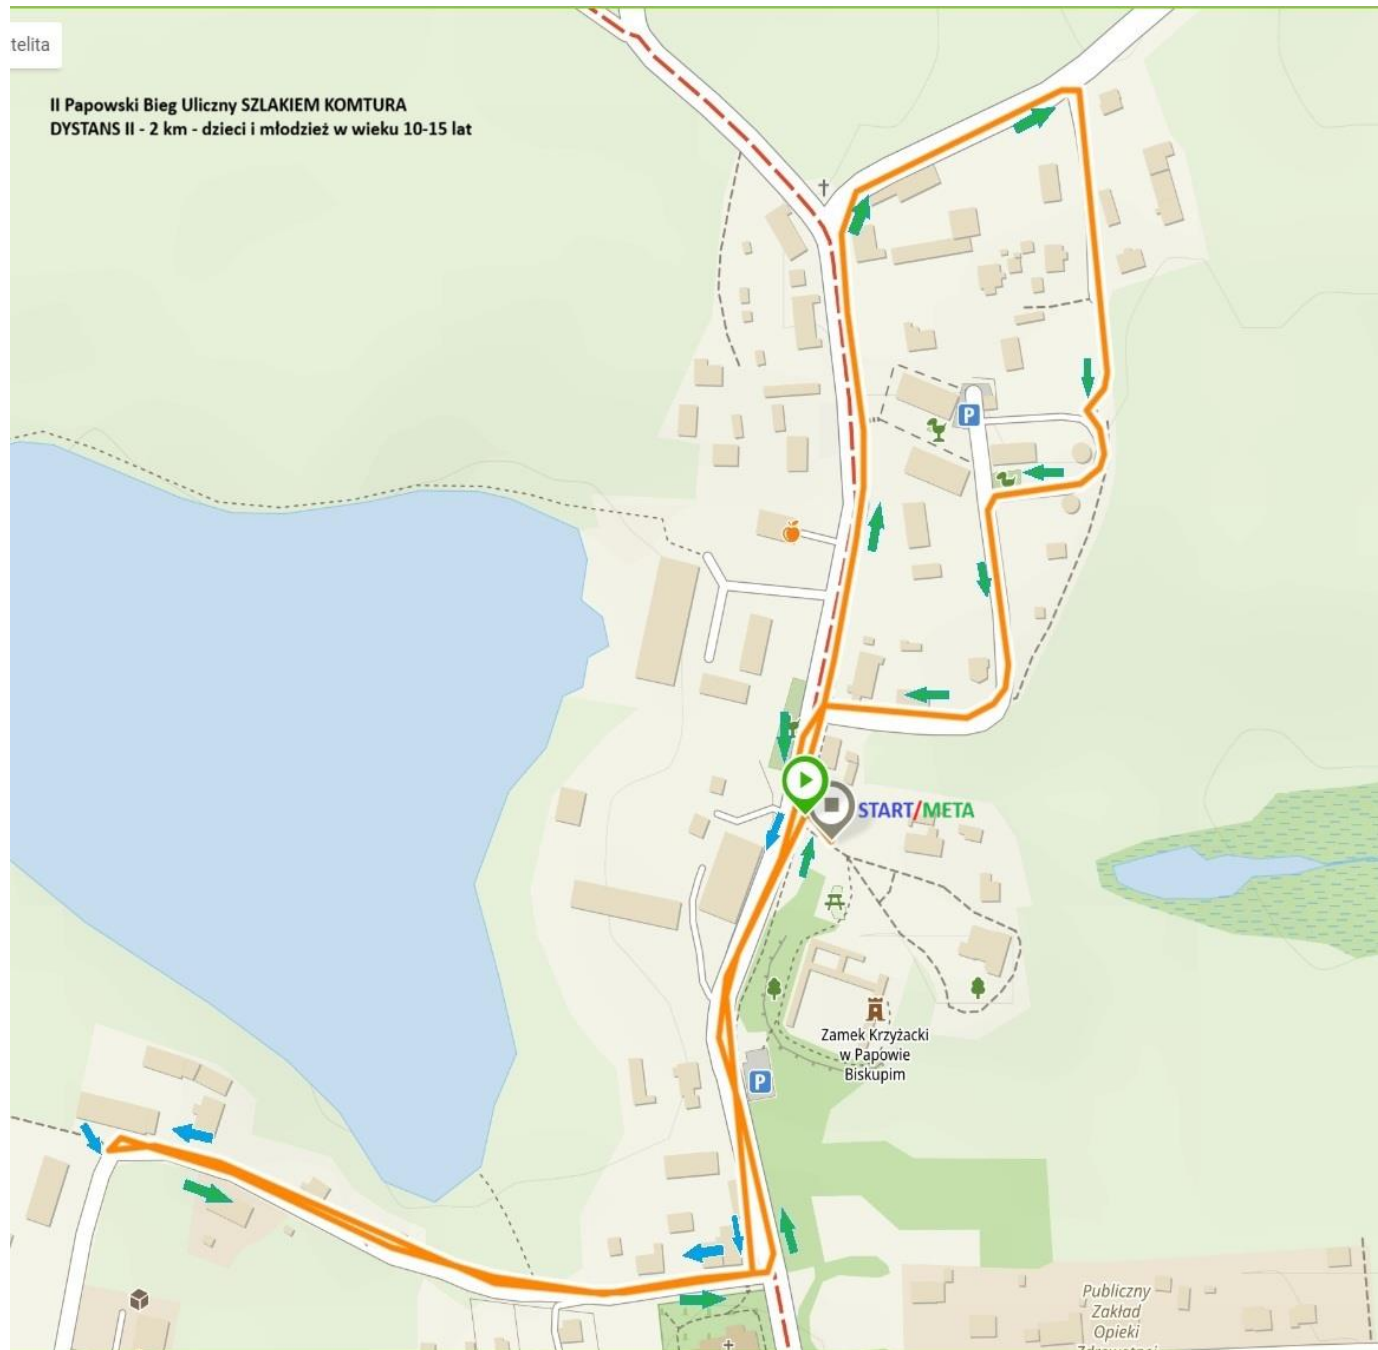 telita
II Papowski Bieg Uliczny SZLAKIEM KOMTURA
DYSTANS II - 2 km - dzieci i młodzież w wieku 10-15 lat
P
START/META
Zamek Krzyżacki
w Papowie
Biskupim
P
Publiczny
Zakład
Opieki
Zdrowotnej